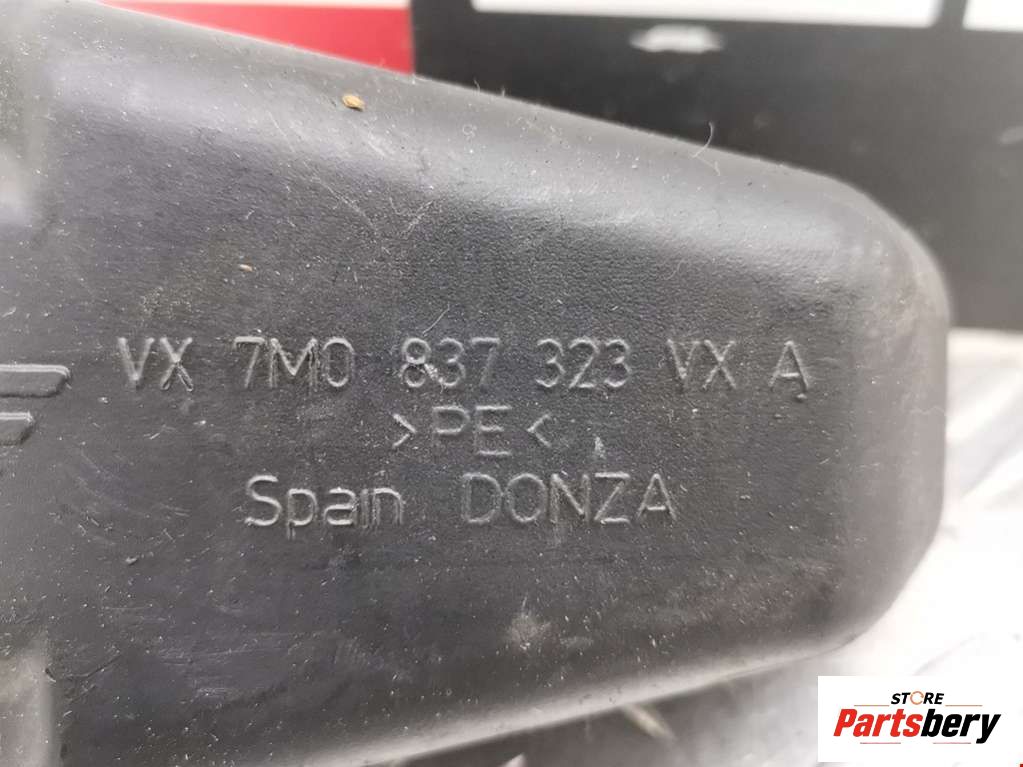 VX 7M0 837 323 VX A
>PE<
Spain DONZA
STORE
Partsbery